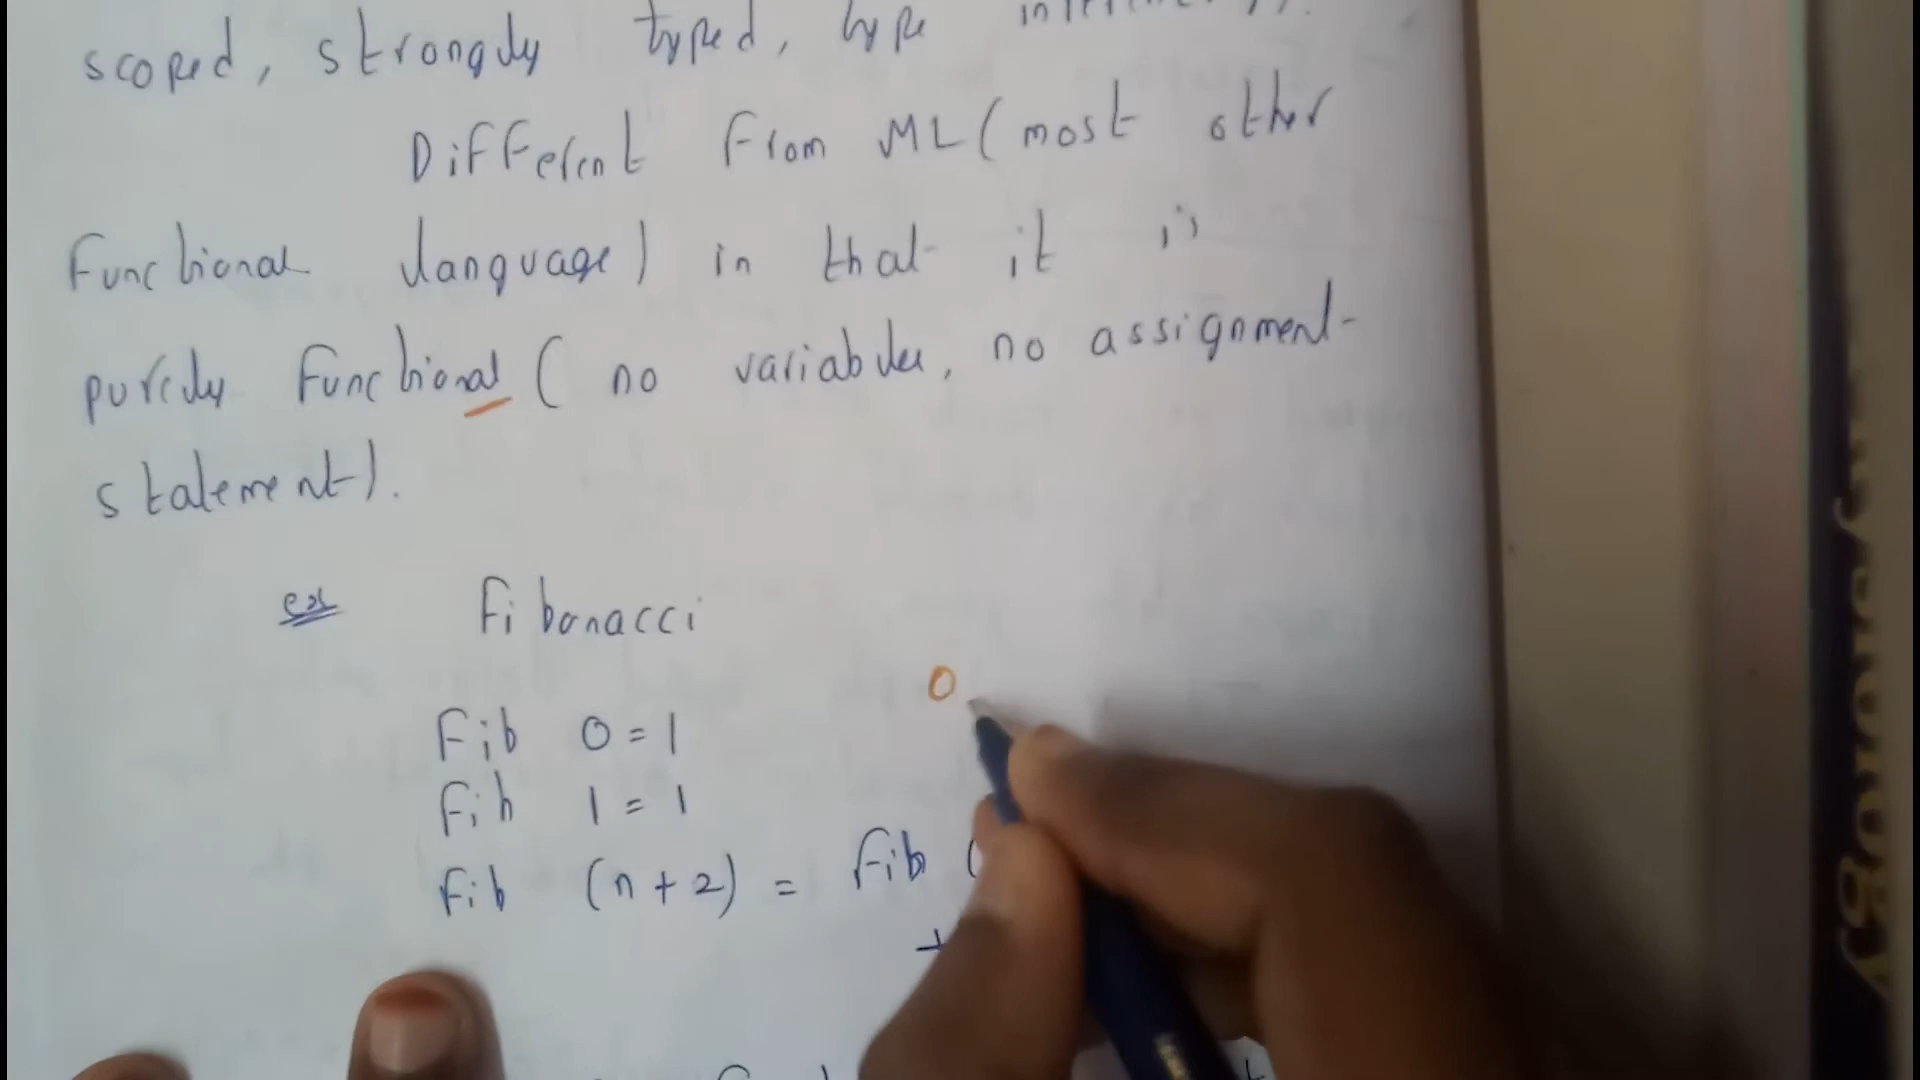 scoped, strongly typed, type
Different From ML (most other
Functional language) in that it is
purely Functional ( no variables, no assignment
statement).
ex Fibonacci
0
Fib 0 = 1
Fib 1 = 1
Fib (n + 2) = Fib (
+